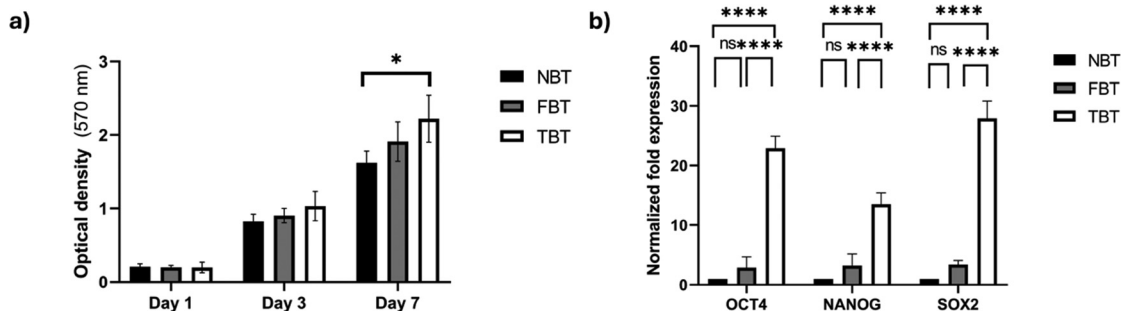 a)
Optical density (570 nm)
3
2
1
0
*
Day 1
Day 3
Day 7
NBT
FBT
TBT
b)
Normalized fold expression
40
30
20
10
0
**** **** ****
ns **** ns **** ns ****
OCT4
NANOG
SOX2
NBT
FBT
TBT